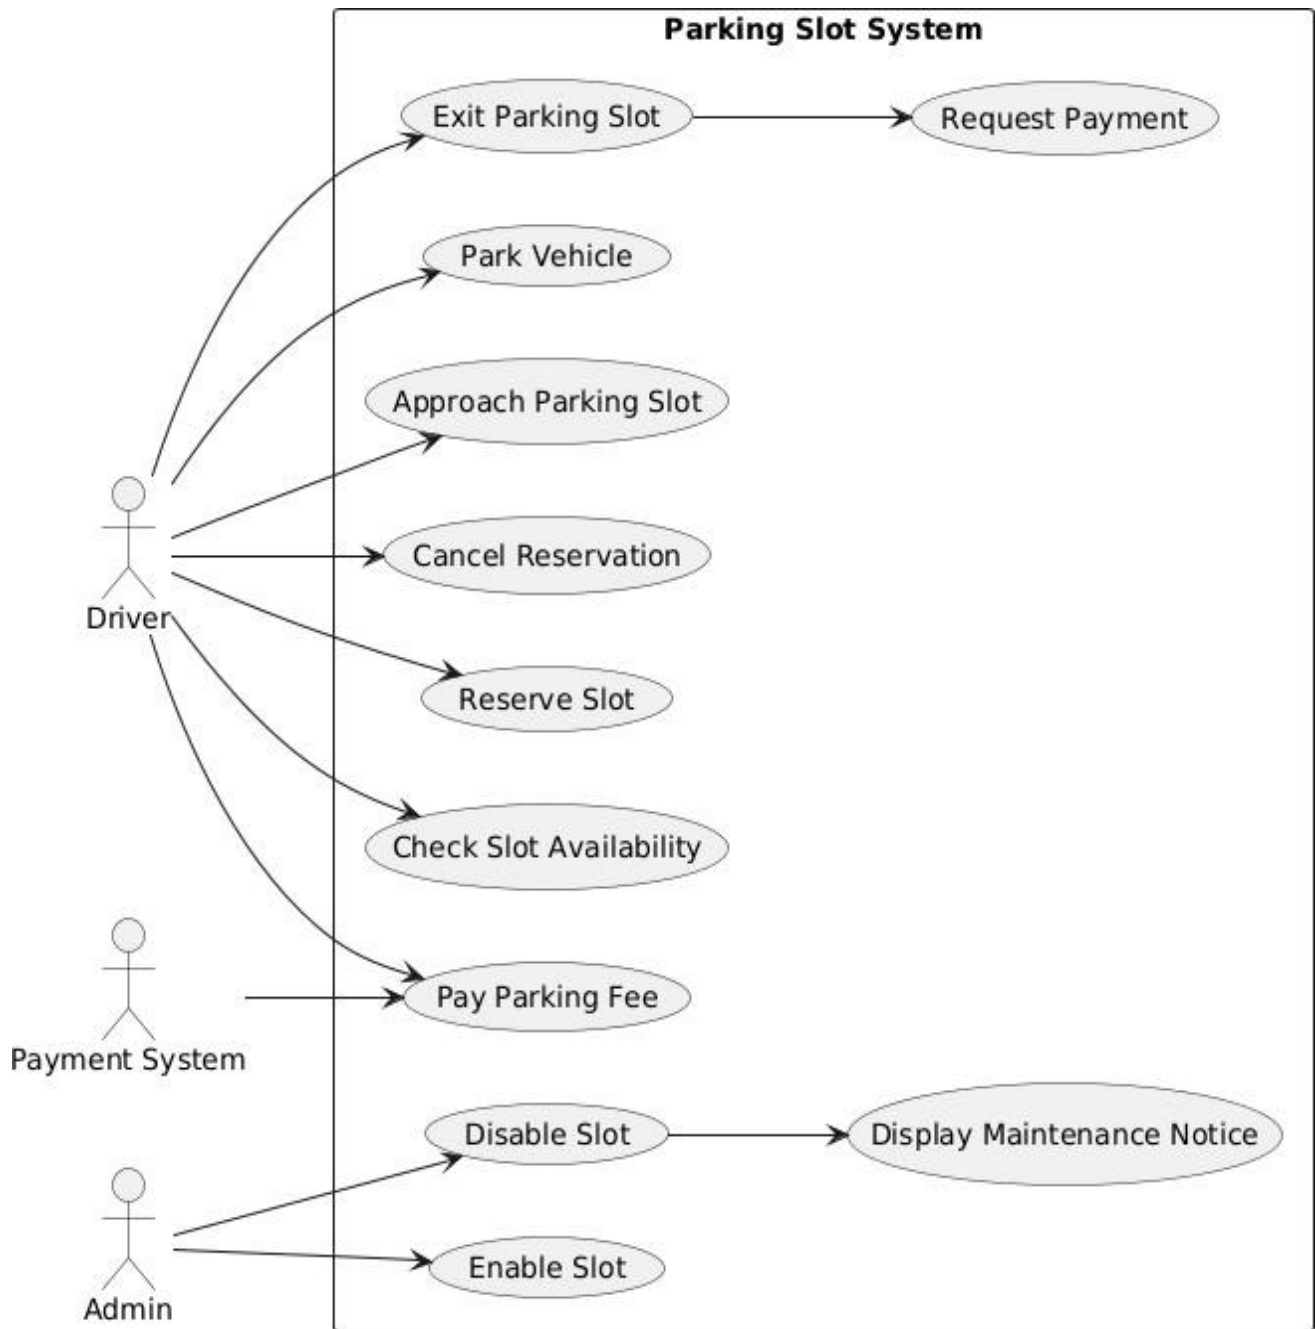 Parking Slot System
Exit Parking Slot
Request Payment
Park Vehicle
Approach Parking Slot
Cancel Reservation
Driver
Reserve Slot
Check Slot Availability
Pay Parking Fee
Payment System
Disable Slot
Display Maintenance Notice
Enable Slot
Admin